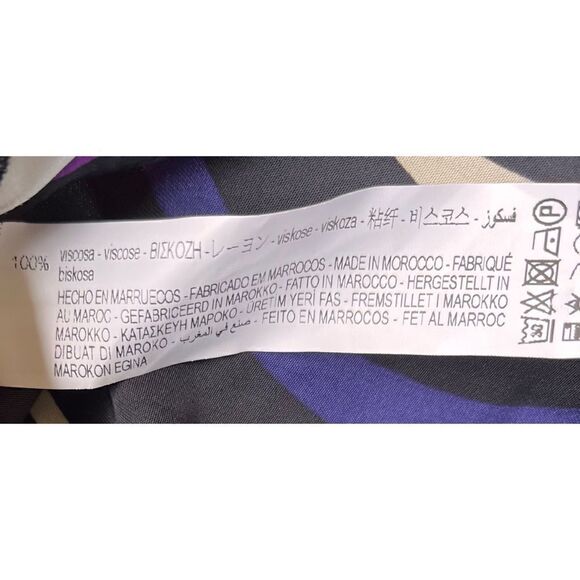 100% viscosa - viscose - ΒΙΣΚΟΖΗ - レーヨン - viskose - viskoza - 粘纤 - 비스코스 - فسكوز
biskosa
HECHO EN MARRUECOS - FABRICADO EM MARROCOS - MADE IN MOROCCO - FABRIQUÉ
AU MAROC - GEFABRICEERD IN MAROKKO - FATTO IN MAROCCO - HERGESTELLT IN
MAROKKO - ΚΑΤΑΣΚΕΥΗ ΜΑΡΟΚΟ - ÜRETIM YERİ FAS - FREMSTILLET I MAROKKO
DIBUAT DI MAROKO - صنع في المغرب - FEITO EN MARROCOS - FET AL MARROC
MAROKON EGINA